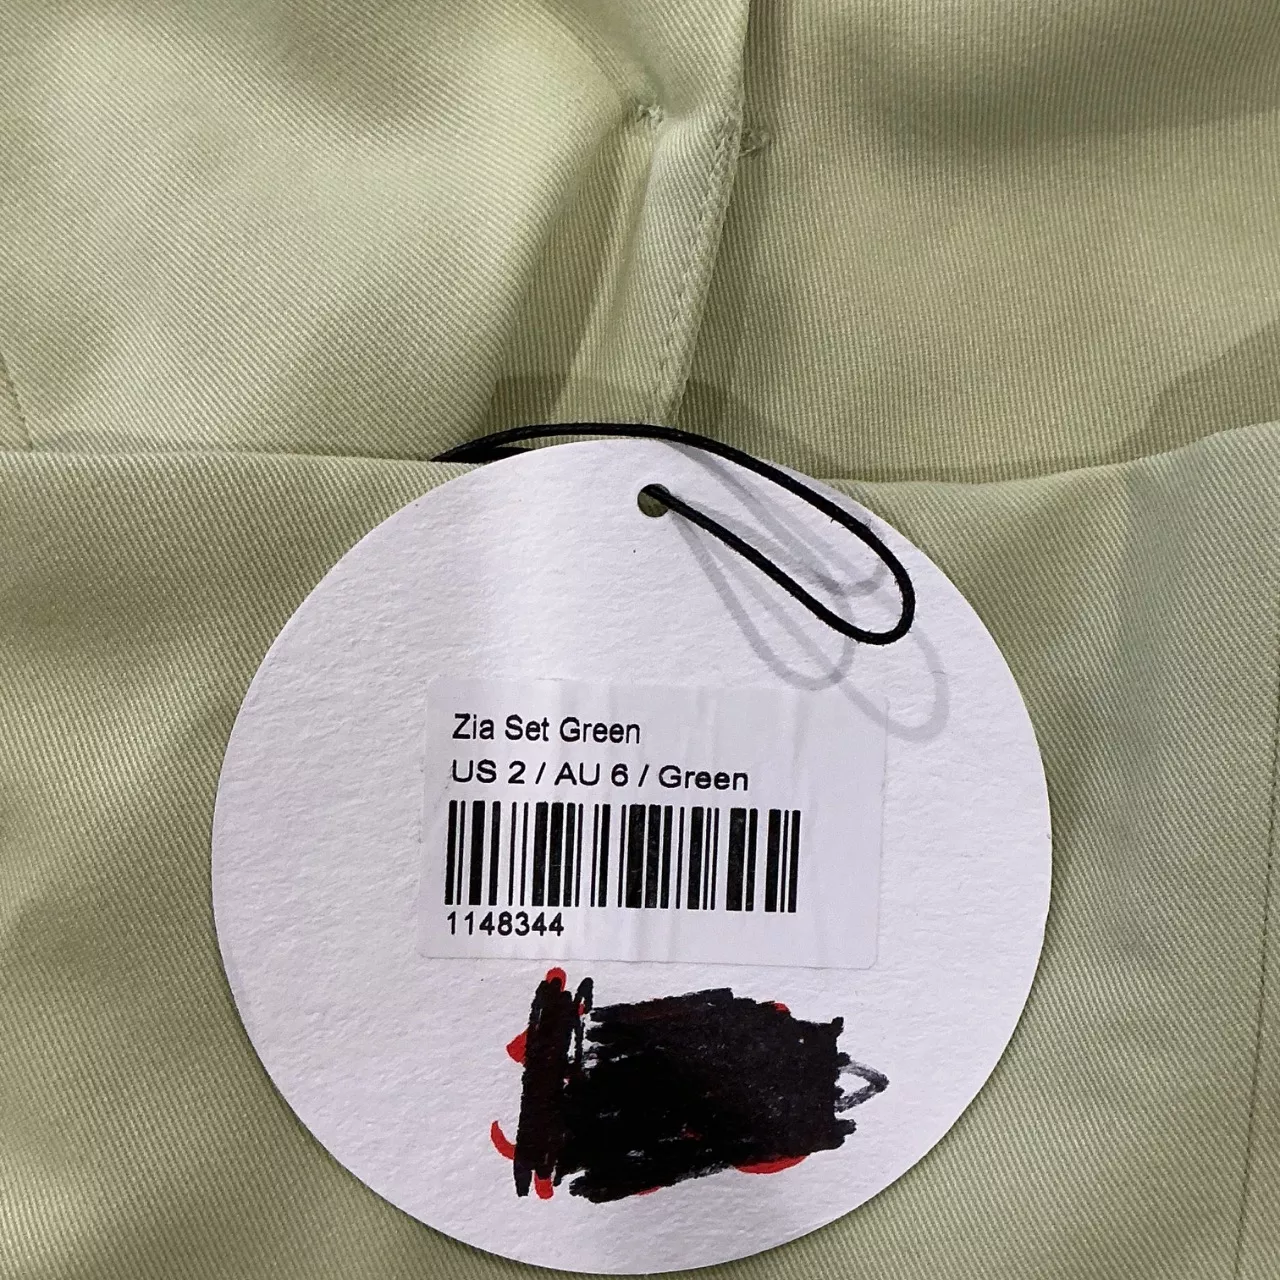 Zia Set Green
US 2 / AU 6 / Green
1148344